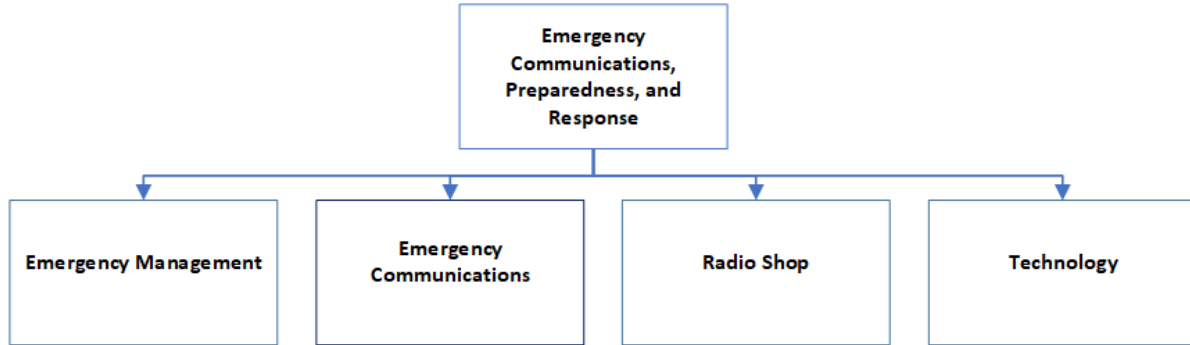 Emergency
Communications,
Preparedness, and
Response
Emergency Management
Emergency
Communications
Radio Shop
Technology